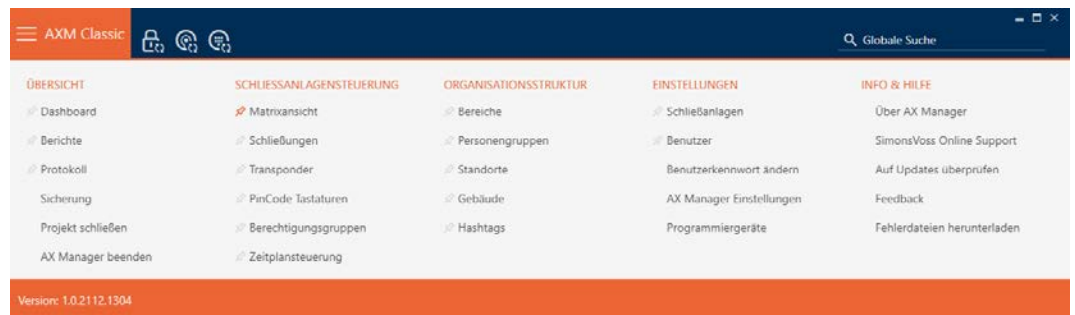 AXM Classic
Globale Suche
ÜBERSICHT
Dashboard
Berichte
Protokoll
Sicherung
Projekt schließen
AX Manager beenden
SCHLIESSANLAGENSTEUERUNG
Matrixansicht
Schließungen
Transponder
PinCode Tastaturen
Berechtigungsgruppen
Zeitplansteuerung
ORGANISATIONSSTRUKTUR
Bereiche
Personengruppen
Standorte
Gebäude
Hashtags
EINSTELLUNGEN
Schließanlagen
Benutzer
Benutzerkennwort ändern
AX Manager Einstellungen
Programmiergeräte
INFO & HILFE
Über AX Manager
SimonsVoss Online Support
Auf Updates überprüfen
Feedback
Fehlerdateien herunterladen
Version: 1.0.2112.1304